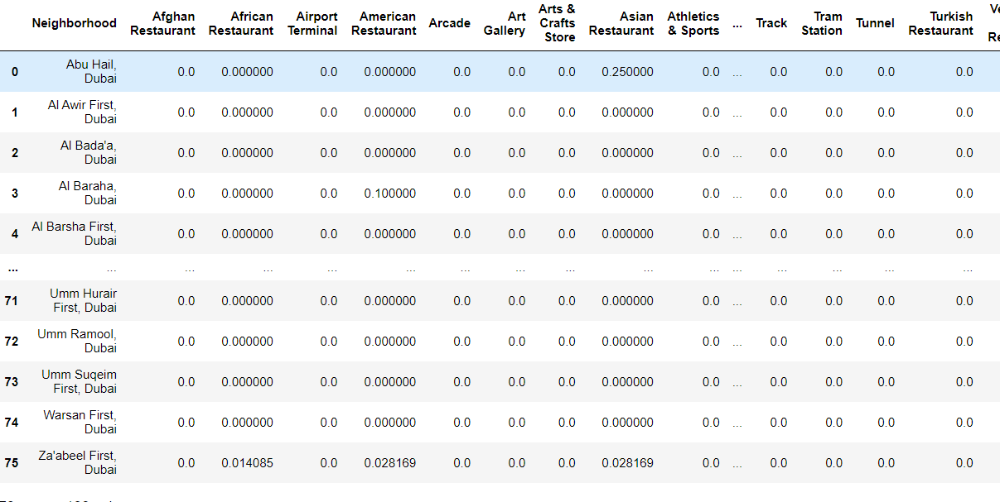 Neighborhood Afghan Restaurant African Restaurant Airport Terminal American Restaurant Arcade Art Gallery Arts & Crafts Store Asian Restaurant Athletics & Sports ... Track Tram Station Tunnel Turkish Restaurant
0 Abu Hail, Dubai 0.0 0.000000 0.0 0.000000 0.0 0.0 0.0 0.250000 0.0 ... 0.0 0.0 0.0 0.0
1 Al Awir First, Dubai 0.0 0.000000 0.0 0.000000 0.0 0.0 0.0 0.000000 0.0 ... 0.0 0.0 0.0 0.0
2 Al Bada'a, Dubai 0.0 0.000000 0.0 0.000000 0.0 0.0 0.0 0.000000 0.0 ... 0.0 0.0 0.0 0.0
3 Al Baraha, Dubai 0.0 0.000000 0.0 0.100000 0.0 0.0 0.0 0.000000 0.0 ... 0.0 0.0 0.0 0.0
4 Al Barsha First, Dubai 0.0 0.000000 0.0 0.000000 0.0 0.0 0.0 0.000000 0.0 ... 0.0 0.0 0.0 0.0
... ... ... ... ... ... ... ... ... ... ... ... ... ... ... ...
71 Umm Hurair First, Dubai 0.0 0.000000 0.0 0.000000 0.0 0.0 0.0 0.000000 0.0 ... 0.0 0.0 0.0 0.0
72 Umm Ramool, Dubai 0.0 0.000000 0.0 0.000000 0.0 0.0 0.0 0.000000 0.0 ... 0.0 0.0 0.0 0.0
73 Umm Suqeim First, Dubai 0.0 0.000000 0.0 0.000000 0.0 0.0 0.0 0.000000 0.0 ... 0.0 0.0 0.0 0.0
74 Warsan First, Dubai 0.0 0.000000 0.0 0.000000 0.0 0.0 0.0 0.000000 0.0 ... 0.0 0.0 0.0 0.0
75 Za'abeel First, Dubai 0.0 0.014085 0.0 0.028169 0.0 0.0 0.0 0.028169 0.0 ... 0.0 0.0 0.0 0.0